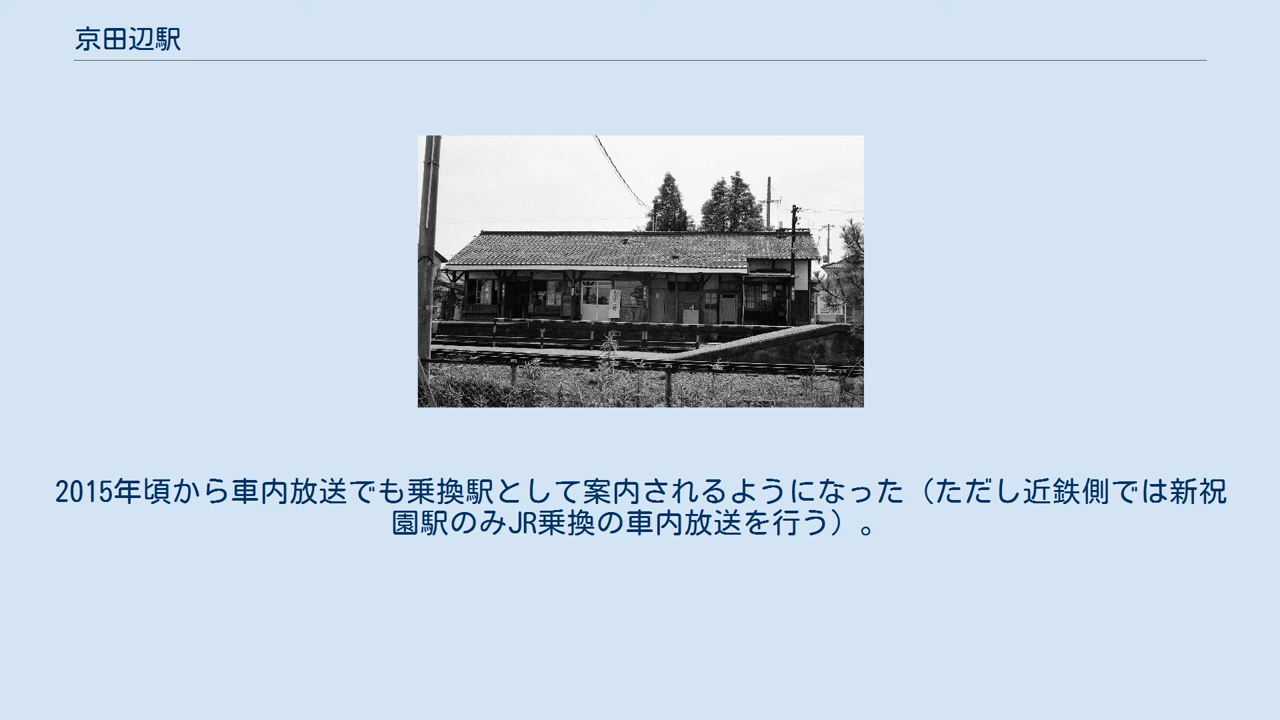 京田辺駅
2015年頃から車内放送でも乗換駅として案内されるようになった（ただし近鉄側では新祝
園駅のみJR乗換の車内放送を行う）。